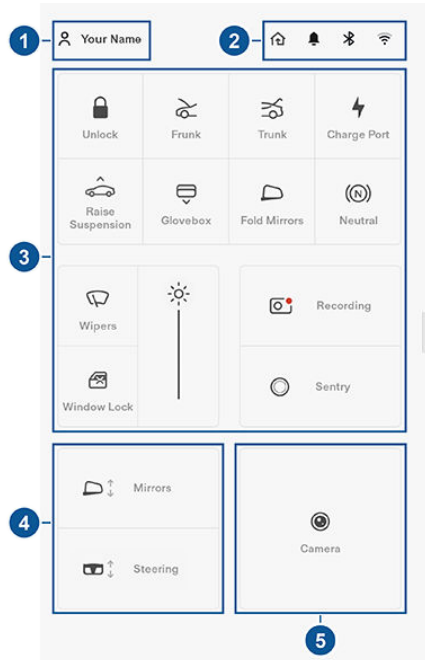 1
Your Name
2
Unlock
Frunk
Trunk
Charge Port
Raise
Suspension
Glovebox
Fold Mirrors
N
Neutral
3
Wipers
Recording
Window Lock
Sentry
4
Mirrors
Steering
Camera
5